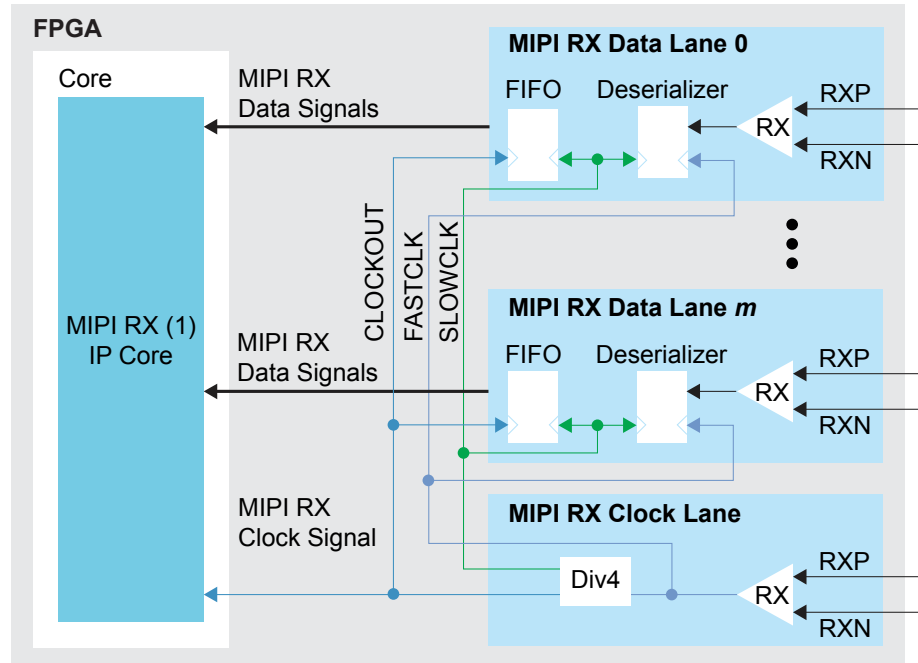 FPGA
Core
MIPI RX (1)
IP Core
MIPI RX
Data Signals
MIPI RX
Data Signals
MIPI RX
Clock Signal
CLOCKOUT
FASTCLK
SLOWCLK
MIPI RX Data Lane 0
FIFO
Deserializer
RX
RXP
RXN
MIPI RX Data Lane m
FIFO
Deserializer
RX
RXP
RXN
MIPI RX Clock Lane
Div4
RX
RXP
RXN